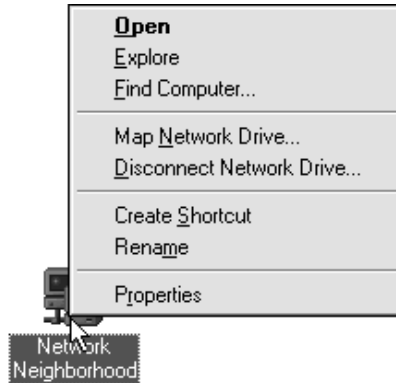 Open
Explore
Find Computer...
Map Network Drive...
Disconnect Network Drive...
Create Shortcut
Rename
Properties
Network
Neighborhood